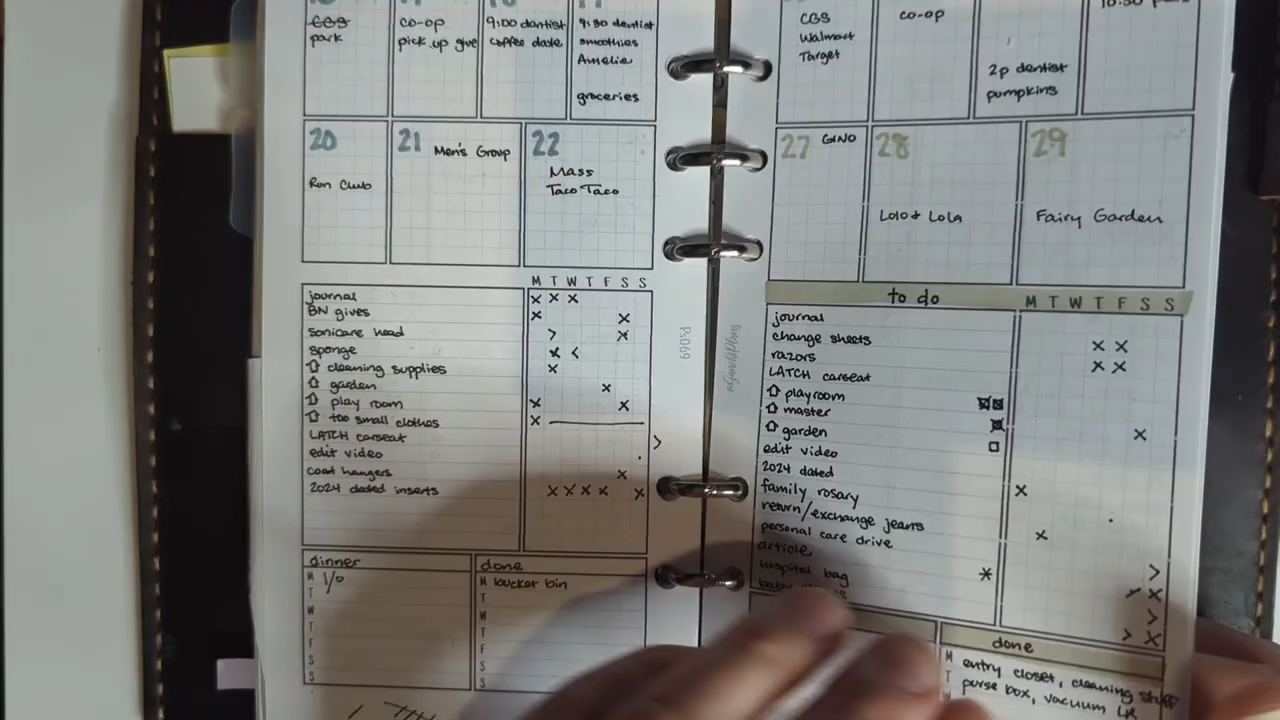 park
co-op
pick up give
9:00 dentist
coffee date
9:30 dentist
smoothies
Amelia
groceries
20
Run Club
21 Men's Group
22
Mass
Taco Taco
M T W T F S S
journal
BN gives
sonicare head
sponge
cleaning supplies
garden
play room
too small clothes
LATCH carseat
edit video
coat hangers
2024 dated inserts
dinner
M l/o
T
W
T
F
S
S
done
M bucket bin
T
W
T
F
S
S
PS069
CBS
Walmart
Target
co-op
2p dentist
pumpkins
27 GINO
28
Lolo & Lola
29
Fairy Garden
to do
M T W T F S S
journal
change sheets
razors
LATCH carseat
playroom
master
garden
edit video
2024 dated
family rosary
return/exchange jeans
personal care drive
article
hospital bag
done
M entry closet, cleaning stuff
T purse box, vacuum